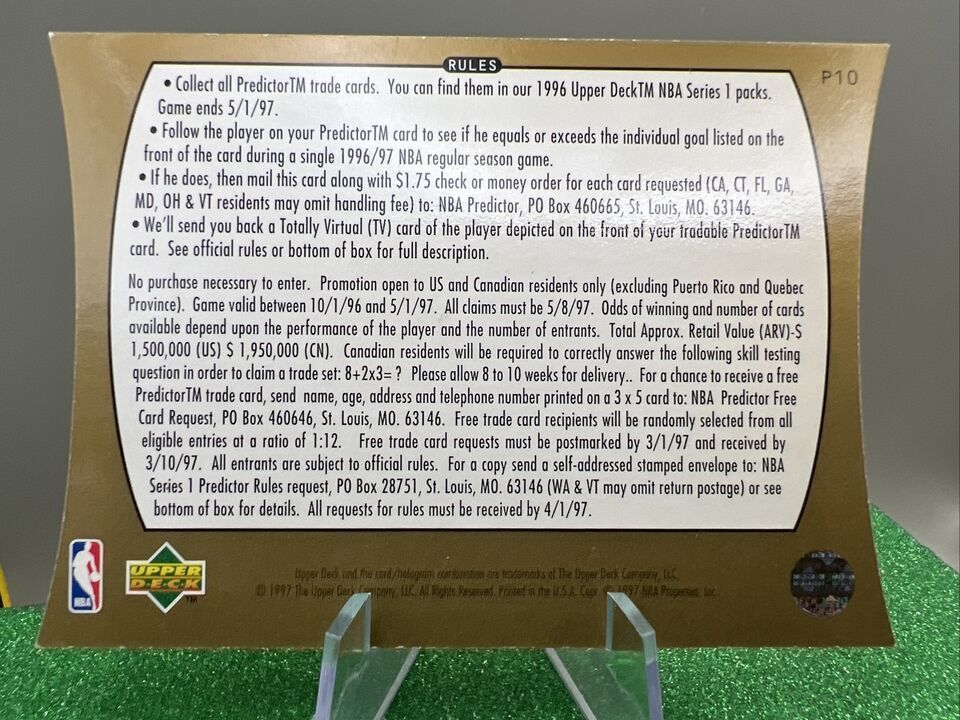 RULES
P10
• Collect all PredictorTM trade cards. You can find them in our 1996 Upper DeckTM NBA Series 1 packs.
Game ends 5/1/97.
• Follow the player on your PredictorTM card to see if he equals or exceeds the individual goal listed on the
front of the card during a single 1996/97 NBA regular season game.
• If he does, then mail this card along with $1.75 check or money order for each card requested (CA, CT, FL, GA,
MD, OH & VT residents may omit handling fee) to: NBA Predictor, PO Box 460665, St. Louis, MO. 63146.
• We'll send you back a Totally Virtual (TV) card of the player depicted on the front of your tradable PredictorTM
card. See official rules or bottom of box for full description.
No purchase necessary to enter. Promotion open to US and Canadian residents only (excluding Puerto Rico and Quebec
Province). Game valid between 10/1/96 and 5/1/97. All claims must be 5/8/97. Odds of winning and number of cards
available depend upon the performance of the player and the number of entrants. Total Approx. Retail Value (ARV)-$
1,500,000 (US) $ 1,950,000 (CN). Canadian residents will be required to correctly answer the following skill testing
question in order to claim a trade set: 8+2x3= ? Please allow 8 to 10 weeks for delivery.. For a chance to receive a free
PredictorTM trade card, send name, age, address and telephone number printed on a 3 x 5 card to: NBA Predictor Free
Card Request, PO Box 460646, St. Louis, MO. 63146. Free trade card recipients will be randomly selected from all
eligible entries at a ratio of 1:12. Free trade card requests must be postmarked by 3/1/97 and received by
3/10/97. All entrants are subject to official rules. For a copy send a self-addressed stamped envelope to: NBA
Series 1 Predictor Rules request, PO Box 28751, St. Louis, MO. 63146 (WA & VT may omit return postage) or see
bottom of box for details. All requests for rules must be received by 4/1/97.
NBA
UPPER
DECK
TM
Upper Deck and the card/hologram combination are trademarks of The Upper Deck Company, LLC.
© 1997 The Upper Deck Company, LLC. All Rights Reserved. Printed in the U.S.A. Copr. © 1997 NBA Properties, Inc.